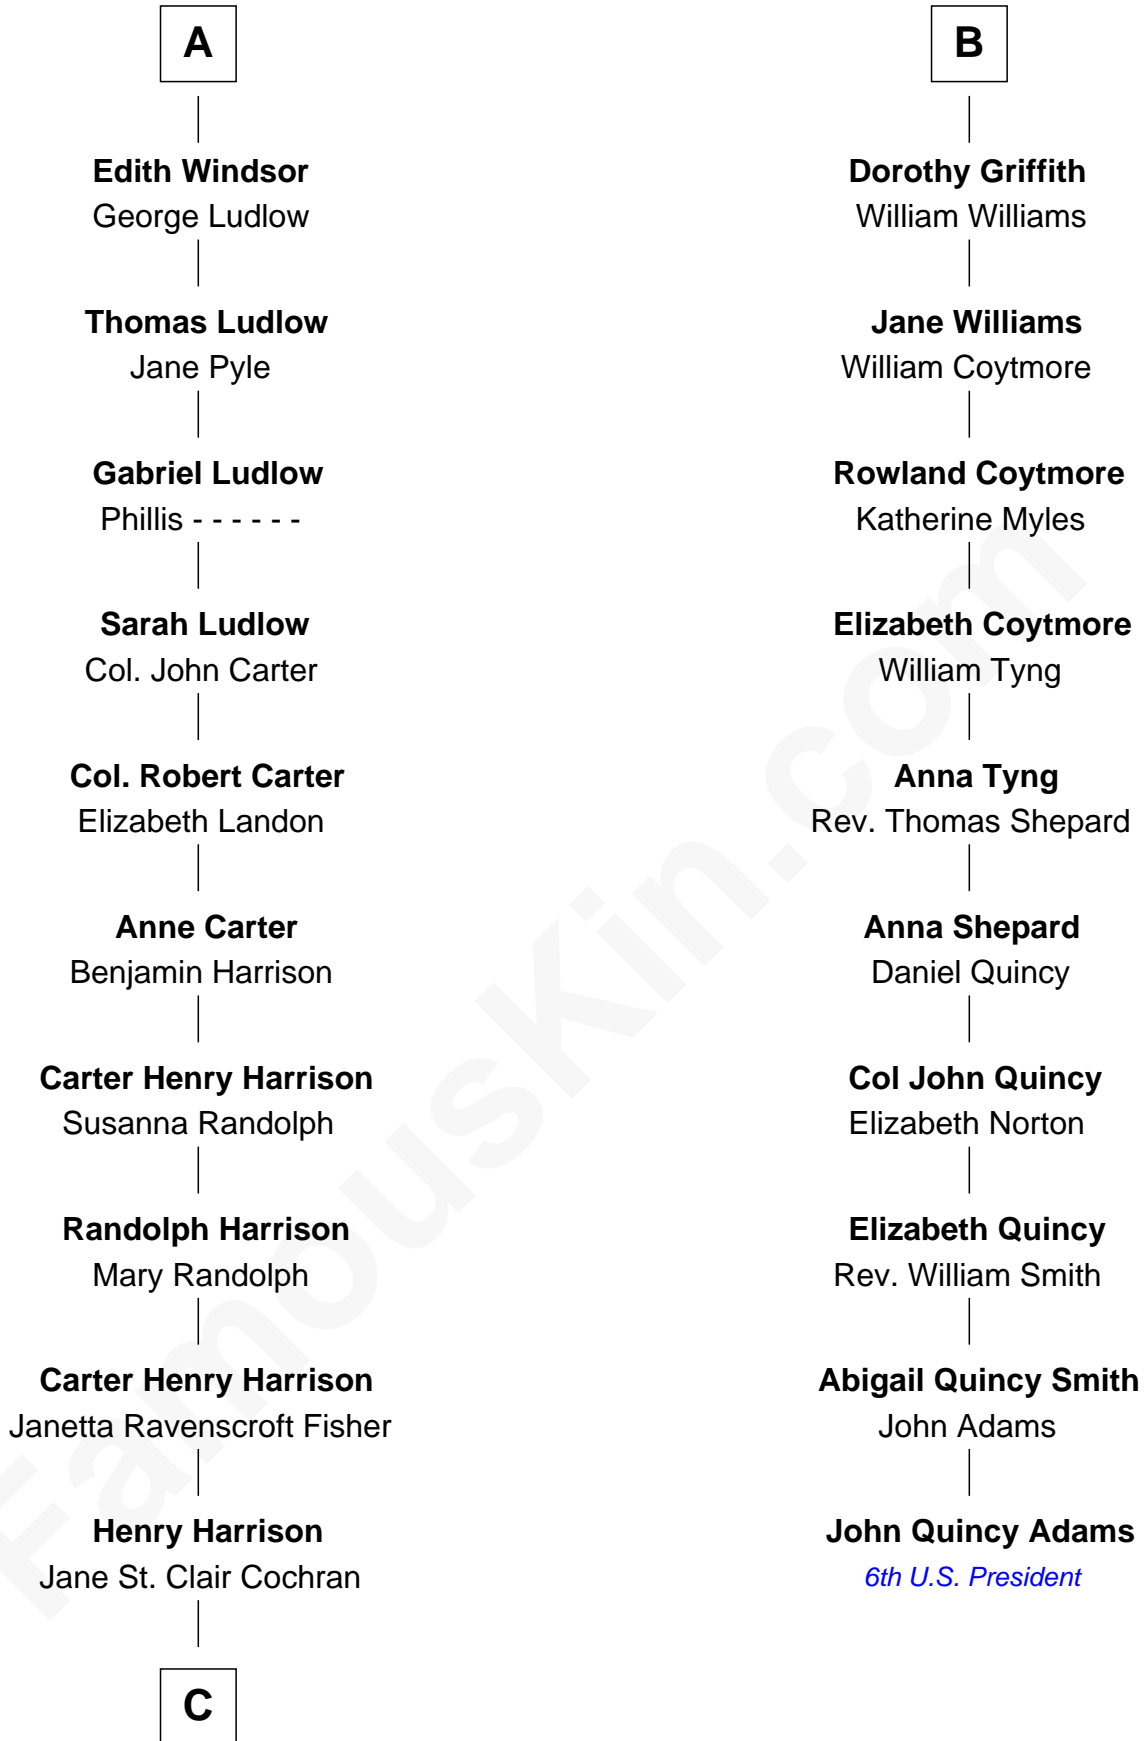 A
Edith Windsor
George Ludlow
Thomas Ludlow
Jane Pyle
Gabriel Ludlow
Phillis - - - - - -
Sarah Ludlow
Col. John Carter
Col. Robert Carter
Elizabeth Landon
Anne Carter
Benjamin Harrison
Carter Henry Harrison
Susanna Randolph
Randolph Harrison
Mary Randolph
Carter Henry Harrison
Janetta Ravenscroft Fisher
Henry Harrison
Jane St. Clair Cochran
C
B
Dorothy Griffith
William Williams
Jane Williams
William Coytmore
Rowland Coytmore
Katherine Myles
Elizabeth Coytmore
William Tyng
Anna Tyng
Rev. Thomas Shepard
Anna Shepard
Daniel Quincy
Col John Quincy
Elizabeth Norton
Elizabeth Quincy
Rev. William Smith
Abigail Quincy Smith
John Adams
John Quincy Adams
6th U.S. President
FamousKin.com